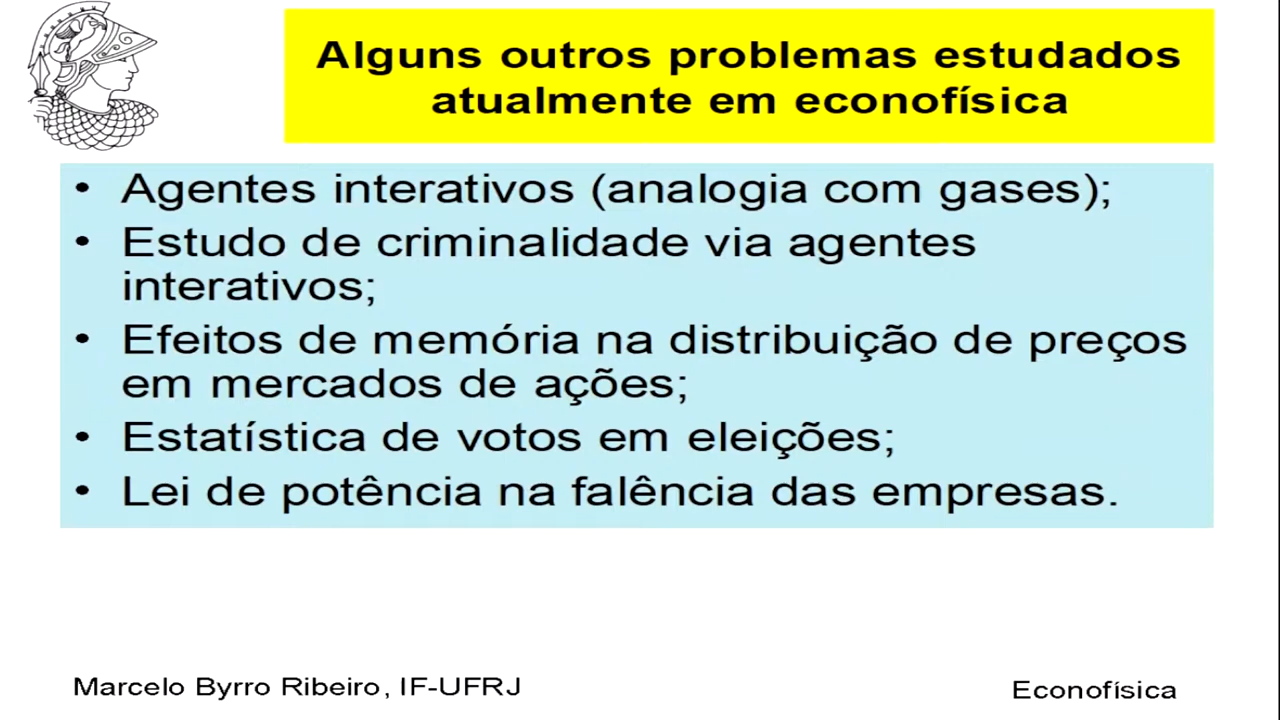 Alguns outros problemas estudados
atualmente em econofísica
• Agentes interativos (analogia com gases);
• Estudo de criminalidade via agentes
interativos;
• Efeitos de memória na distribuição de preços
em mercados de ações;
• Estatística de votos em eleições;
• Lei de potência na falência das empresas.
Marcelo Byrro Ribeiro, IF-UFRJ
Econofísica